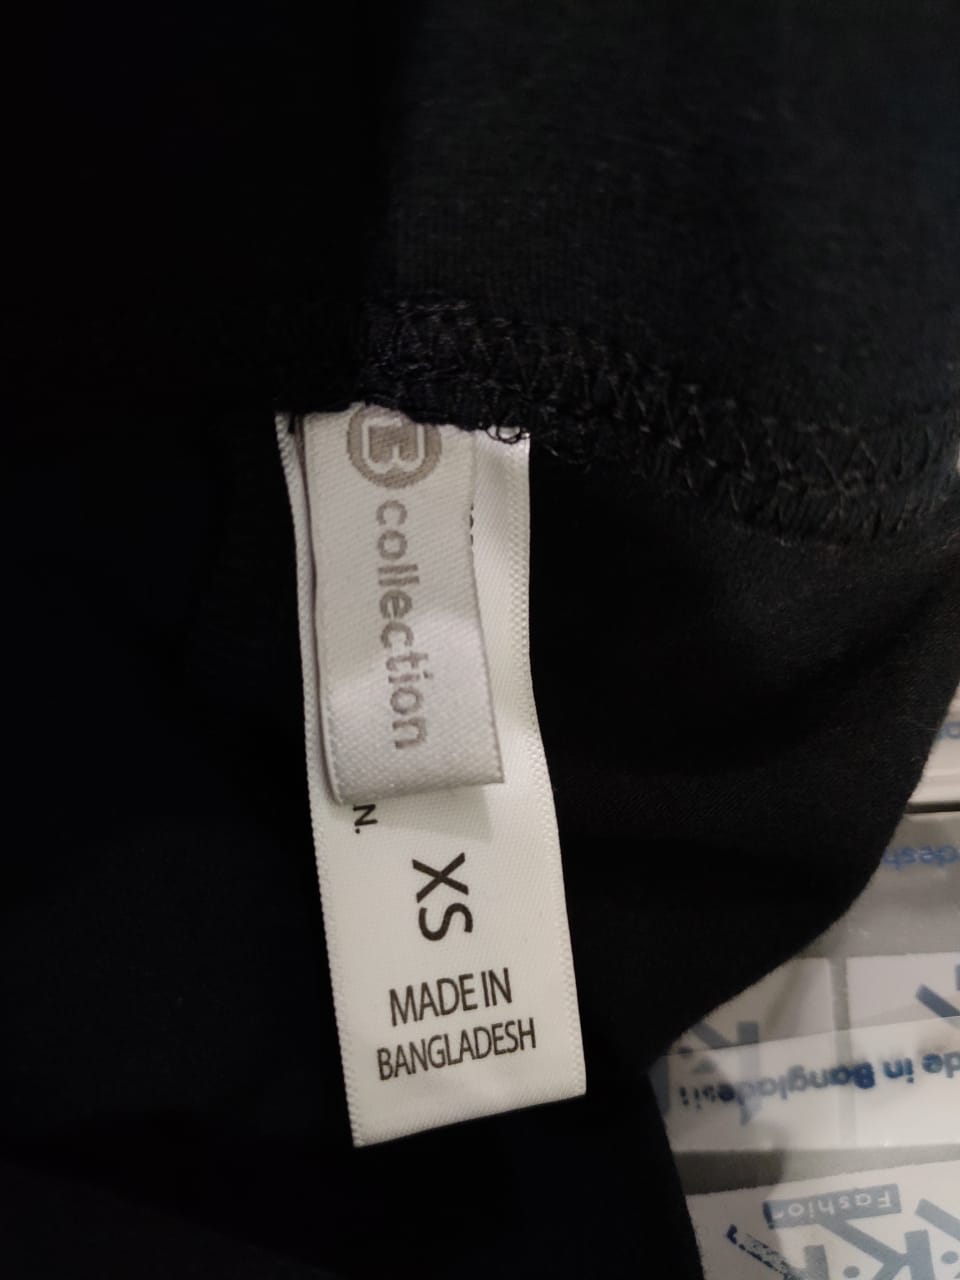 B
collection
N.
XS
MADE IN
BANGLADESH
de in Bangladesh
Fashion
K.K